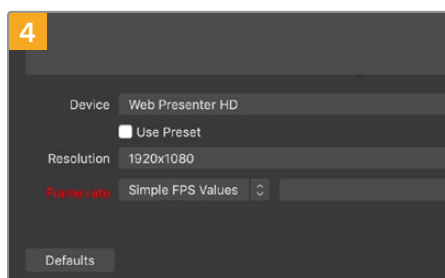 4
Device Web Presenter HD
Use Preset
Resolution 1920x1080
Frame rate Simple FPS Values
Defaults